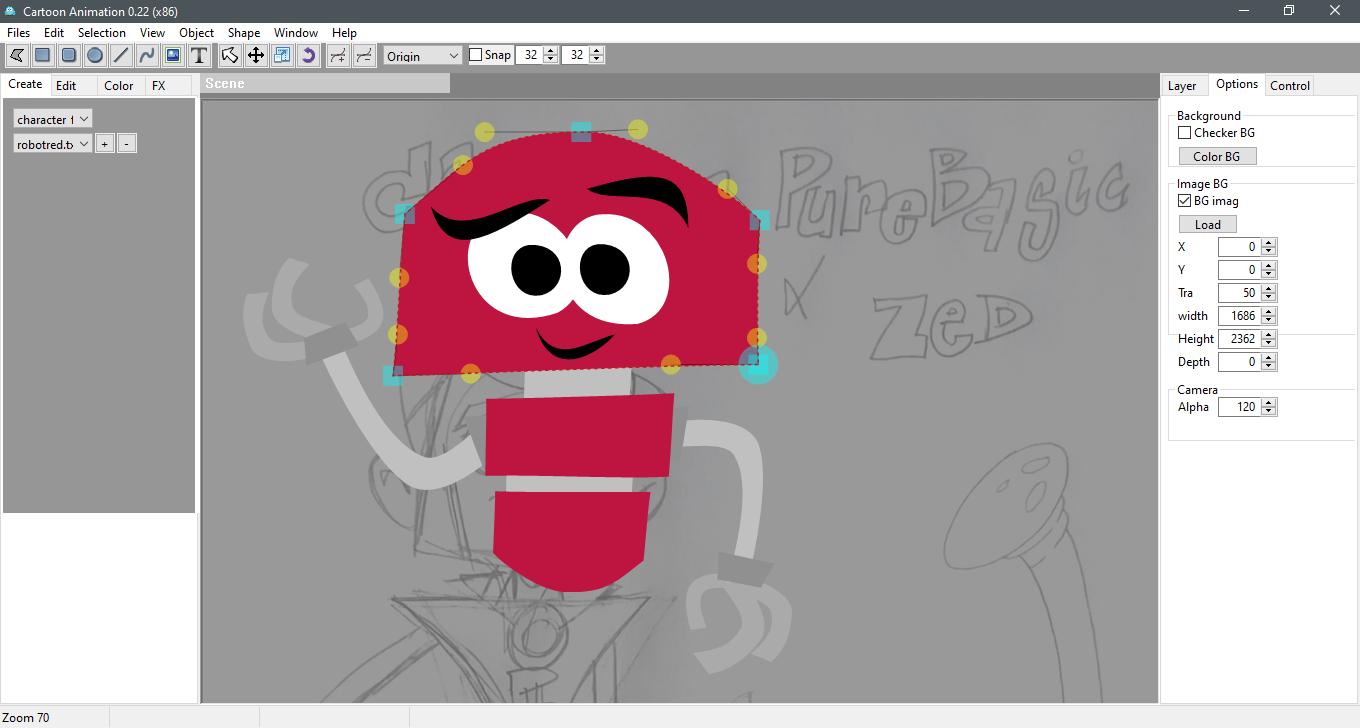 Cartoon Animation 0.22 (x86)
Files Edit Selection View Object Shape Window Help
T Origin Snap 32 32
Create Edit Color FX
Scene
Layer Options Control
character f
robotred.tx + -
Background
Checker BG
Color BG
Image BG
BG imag
Load
X 0
Y 0
Tra 50
width 1686
Height 2362
Depth 0
Camera
Alpha 120
PureBasic
X
ZeD
Zoom 70